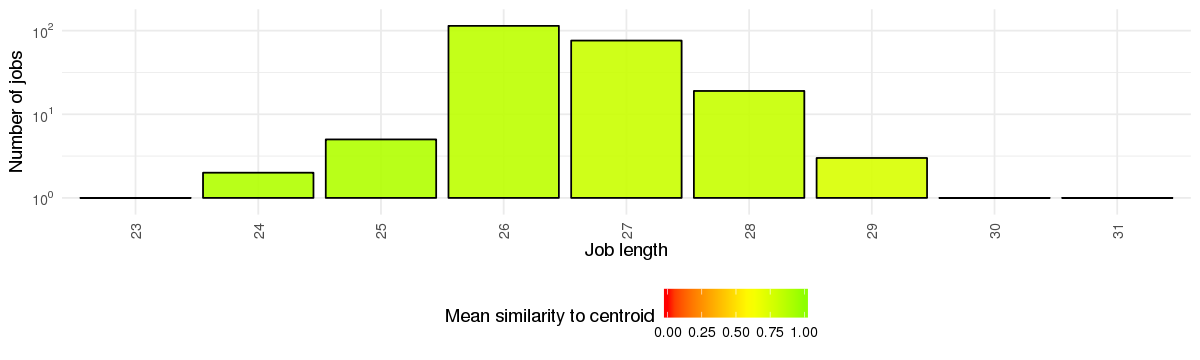 Number of jobs
10²
10¹
10⁰
23 24 25 26 27 28 29 30 31
Job length
Mean similarity to centroid
0.00 0.25 0.50 0.75 1.00